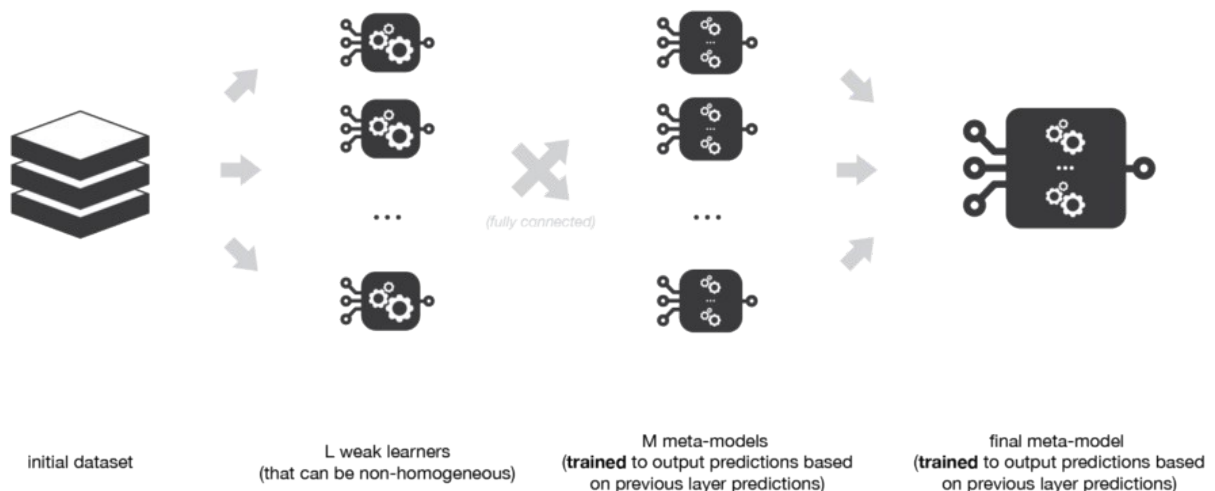 (fully connected)
initial dataset
L weak learners
(that can be non-homogeneous)
M meta-models
(trained to output predictions based
on previous layer predictions)
final meta-model
(trained to output predictions based
on previous layer predictions)